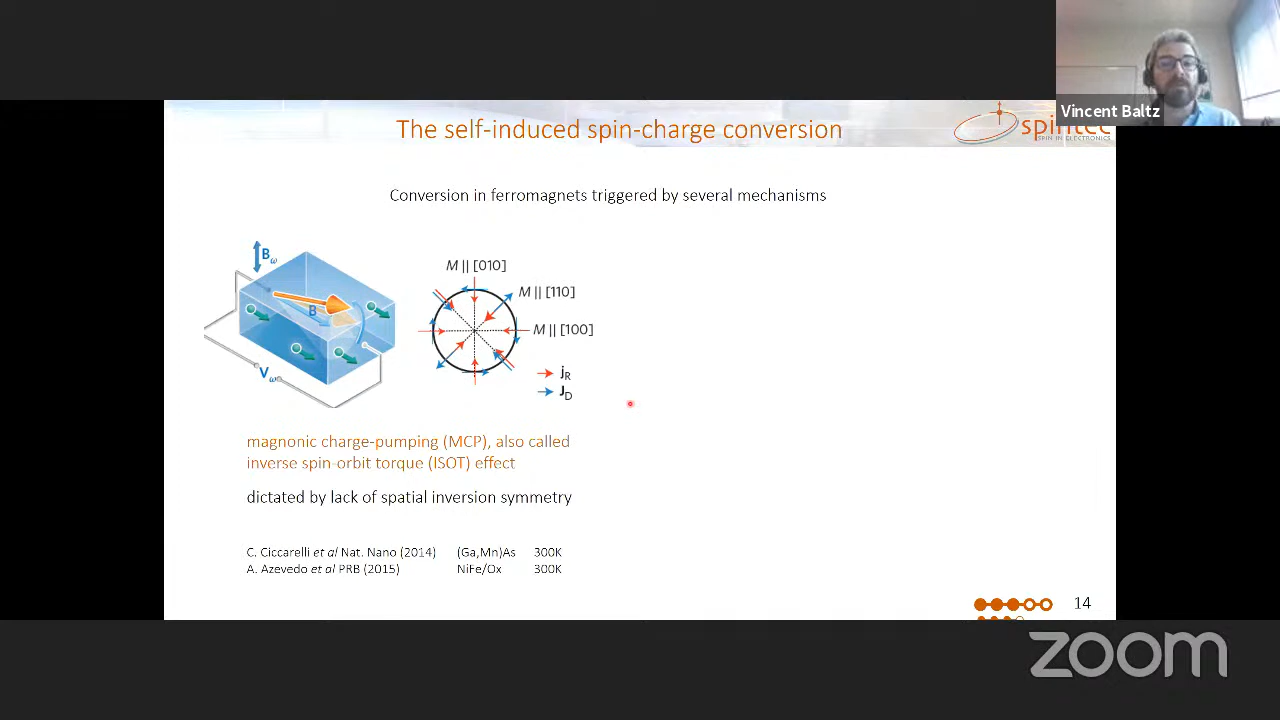 Vincent Baltz
The self-induced spin-charge conversion
spintec
SPIN IN ELECTRONICS
Conversion in ferromagnets triggered by several mechanisms
Bω
B
Vω
M || [010]
M || [110]
M || [100]
jR
JD
magnonic charge-pumping (MCP), also called
inverse spin-orbit torque (ISOT) effect
dictated by lack of spatial inversion symmetry
C. Ciccarelli et al Nat. Nano (2014) (Ga,Mn)As 300K
A. Azevedo et al PRB (2015) NiFe/Ox 300K
14
zoom